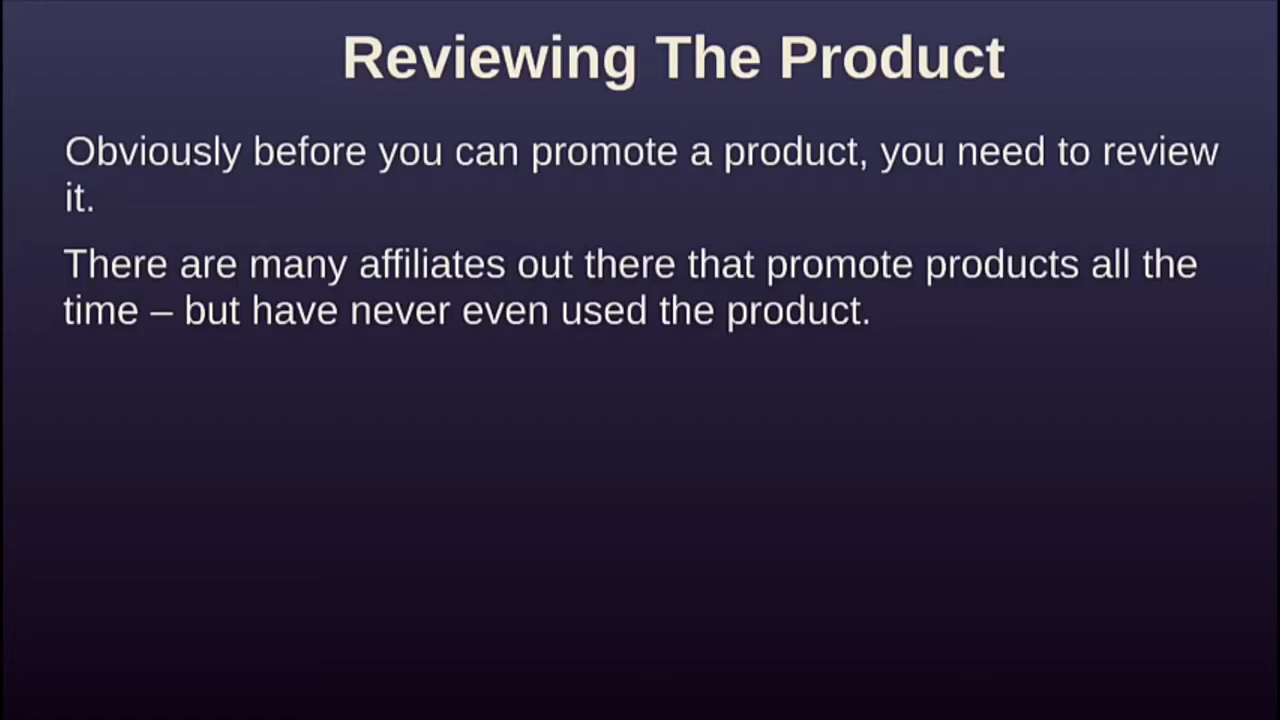 Reviewing The Product
Obviously before you can promote a product, you need to review
it.
There are many affiliates out there that promote products all the
time – but have never even used the product.